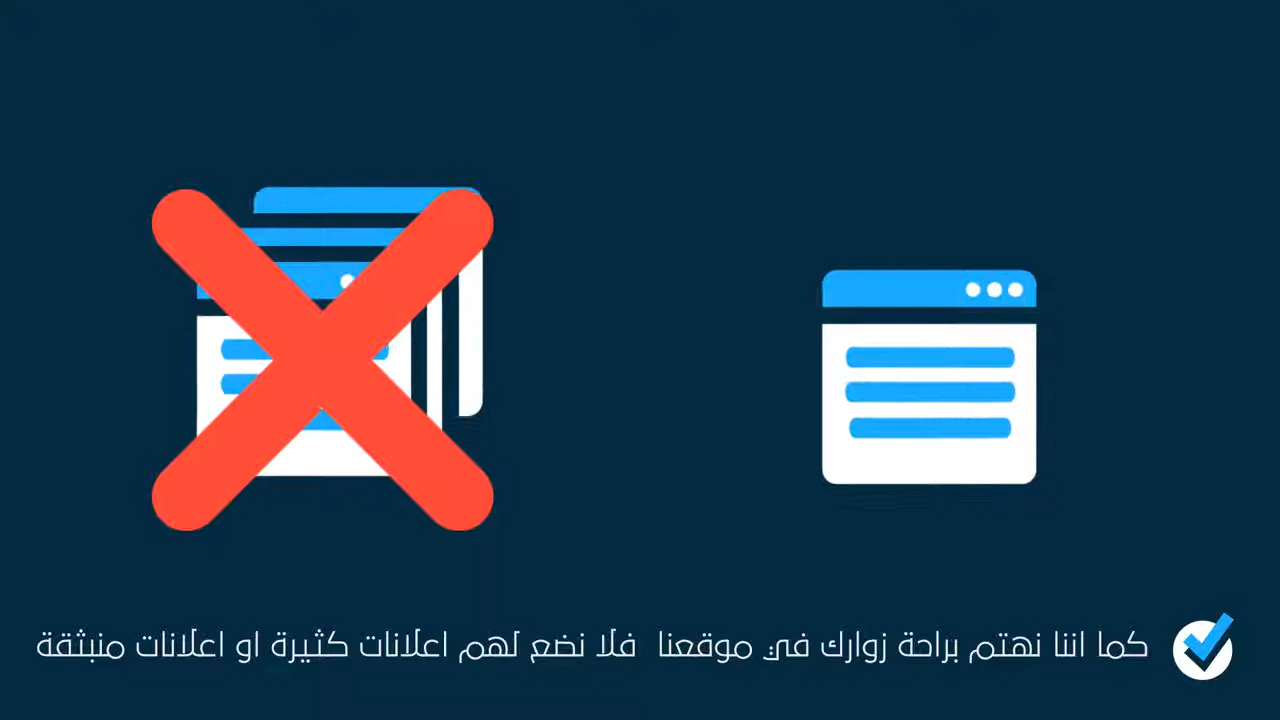 كما اننا نهتم براحة زوارك في موقعنا فلا نضع لهم اعلانات كثيرة او اعلانات منبثقة